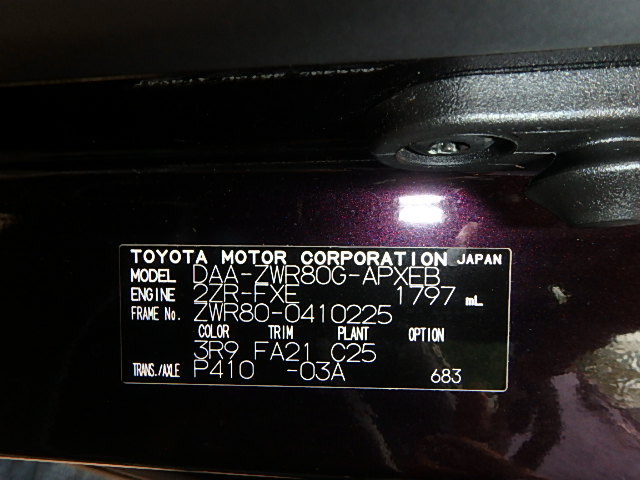 TOYOTA MOTOR CORPORATION JAPAN
MODEL DAA-ZWR80G-APXEB
ENGINE 2ZR-FXE 1797 mL
FRAME No. ZWR80-0410225
COLOR TRIM PLANT OPTION
3R9 FA21 C25
TRANS./AXLE P410 -03A 683